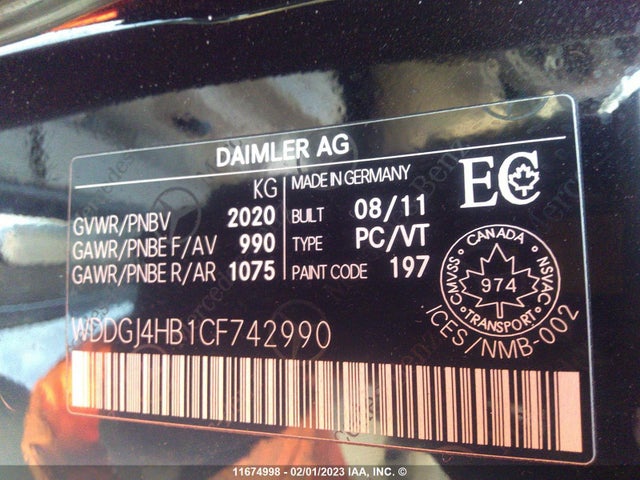 DAIMLER AG
KG
GVWR/PNBV 2020
GAWR/PNBE F/AV 990
GAWR/PNBE R/AR 1075
MADE IN GERMANY
BUILT 08/11
TYPE PC/VT
PAINT CODE 197
EC
CANADA
CMVSS
974
NSVAC
TRANSPORT
ICES/NMB-002
WDDGJ4HB1CF742990
Mercedes-Benz
11674998 - 02/01/2023 IAA, INC. ©